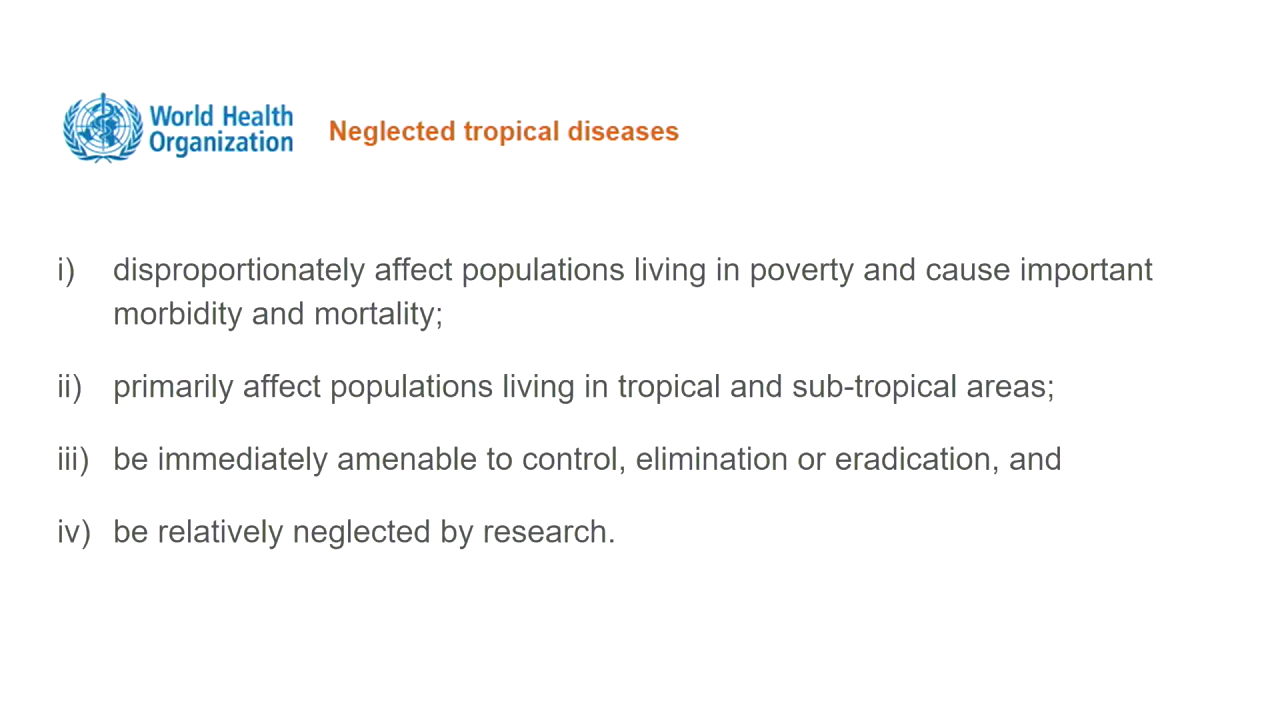 World Health
Organization
Neglected tropical diseases
i) disproportionately affect populations living in poverty and cause important
morbidity and mortality;
ii) primarily affect populations living in tropical and sub-tropical areas;
iii) be immediately amenable to control, elimination or eradication, and
iv) be relatively neglected by research.